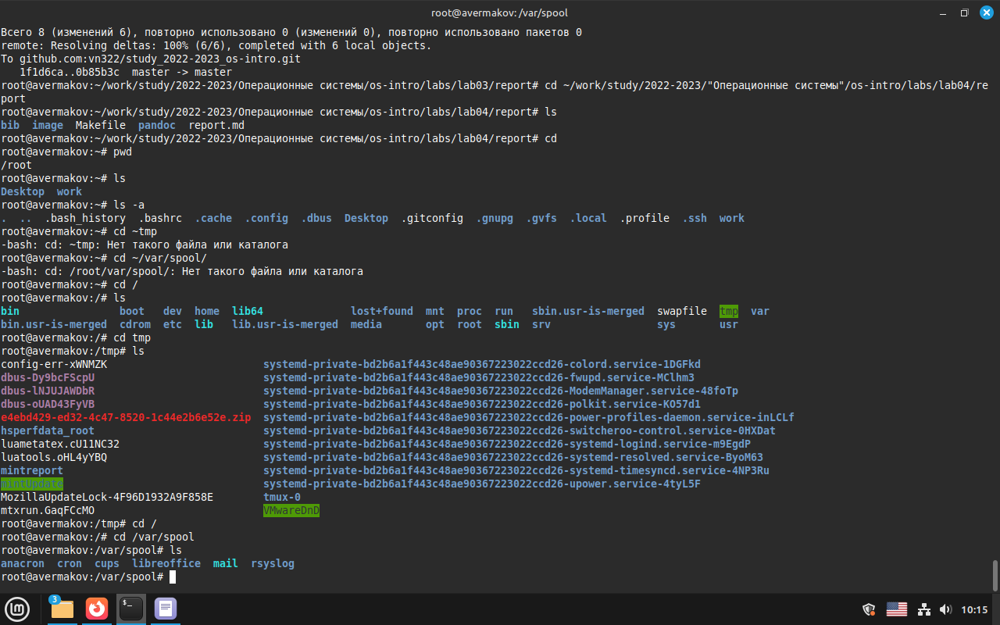 root@avermakov: /var/spool
Всего 8 (изменений 6), повторно использовано 0 (изменений 0), повторно использовано пакетов 0
remote: Resolving deltas: 100% (6/6), completed with 6 local objects.
To github.com:vn322/study_2022-2023_os-intro.git
   1f1d6ca..0b85b3c  master -> master
root@avermakov:~/work/study/2022-2023/Операционные системы/os-intro/labs/lab03/report# cd ~/work/study/2022-2023/"Операционные системы"/os-intro/labs/lab04/re
port
root@avermakov:~/work/study/2022-2023/Операционные системы/os-intro/labs/lab04/report# ls
bib  image  Makefile  pandoc  report.md
root@avermakov:~/work/study/2022-2023/Операционные системы/os-intro/labs/lab04/report# cd
root@avermakov:~# pwd
/root
root@avermakov:~# ls
Desktop  work
root@avermakov:~# ls -a
.  ..  .bash_history  .bashrc  .cache  .config  .dbus  Desktop  .gitconfig  .gnupg  .gvfs  .local  .profile  .ssh  work
root@avermakov:~# cd ~tmp
-bash: cd: ~tmp: Нет такого файла или каталога
root@avermakov:~# cd ~/var/spool/
-bash: cd: /root/var/spool/: Нет такого файла или каталога
root@avermakov:~# cd /
root@avermakov:/# ls
bin                boot   dev  home  lib64              lost+found  mnt  proc  run   sbin.usr-is-merged  swapfile  tmp  var
bin.usr-is-merged  cdrom  etc  lib   lib.usr-is-merged  media       opt  root  sbin  srv                 sys       usr
root@avermakov:/# cd tmp
root@avermakov:/tmp# ls
config-err-xWNMZK                         systemd-private-bd2b6a1f443c48ae90367223022ccd26-colord.service-1DGFkd
dbus-Dy9bcFScpU                           systemd-private-bd2b6a1f443c48ae90367223022ccd26-fwupd.service-MClhm3
dbus-lNJUJAWDbR                           systemd-private-bd2b6a1f443c48ae90367223022ccd26-ModemManager.service-48foTp
dbus-oUAD43FyVB                           systemd-private-bd2b6a1f443c48ae90367223022ccd26-polkit.service-KO57d1
e4ebd429-ed32-4c47-8520-1c44e2b6e52e.zip  systemd-private-bd2b6a1f443c48ae90367223022ccd26-power-profiles-daemon.service-inLCLf
hsperfdata_root                           systemd-private-bd2b6a1f443c48ae90367223022ccd26-switcheroo-control.service-0HXDat
luametatex.cU11NC32                       systemd-private-bd2b6a1f443c48ae90367223022ccd26-systemd-logind.service-m9EgdP
luatools.oHL4yYBQ                         systemd-private-bd2b6a1f443c48ae90367223022ccd26-systemd-resolved.service-ByoM63
mintreport                                systemd-private-bd2b6a1f443c48ae90367223022ccd26-systemd-timesyncd.service-4NP3Ru
mintUpdate                                systemd-private-bd2b6a1f443c48ae90367223022ccd26-upower.service-4tyL5F
MozillaUpdateLock-4F96D1932A9F858E        tmux-0
mtxrun.GaqFCcMO                           VMwareDnD
root@avermakov:/tmp# cd /
root@avermakov:/# cd /var/spool
root@avermakov:/var/spool# ls
anacron  cron  cups  libreoffice  mail  rsyslog
root@avermakov:/var/spool#
3
$_
10:15